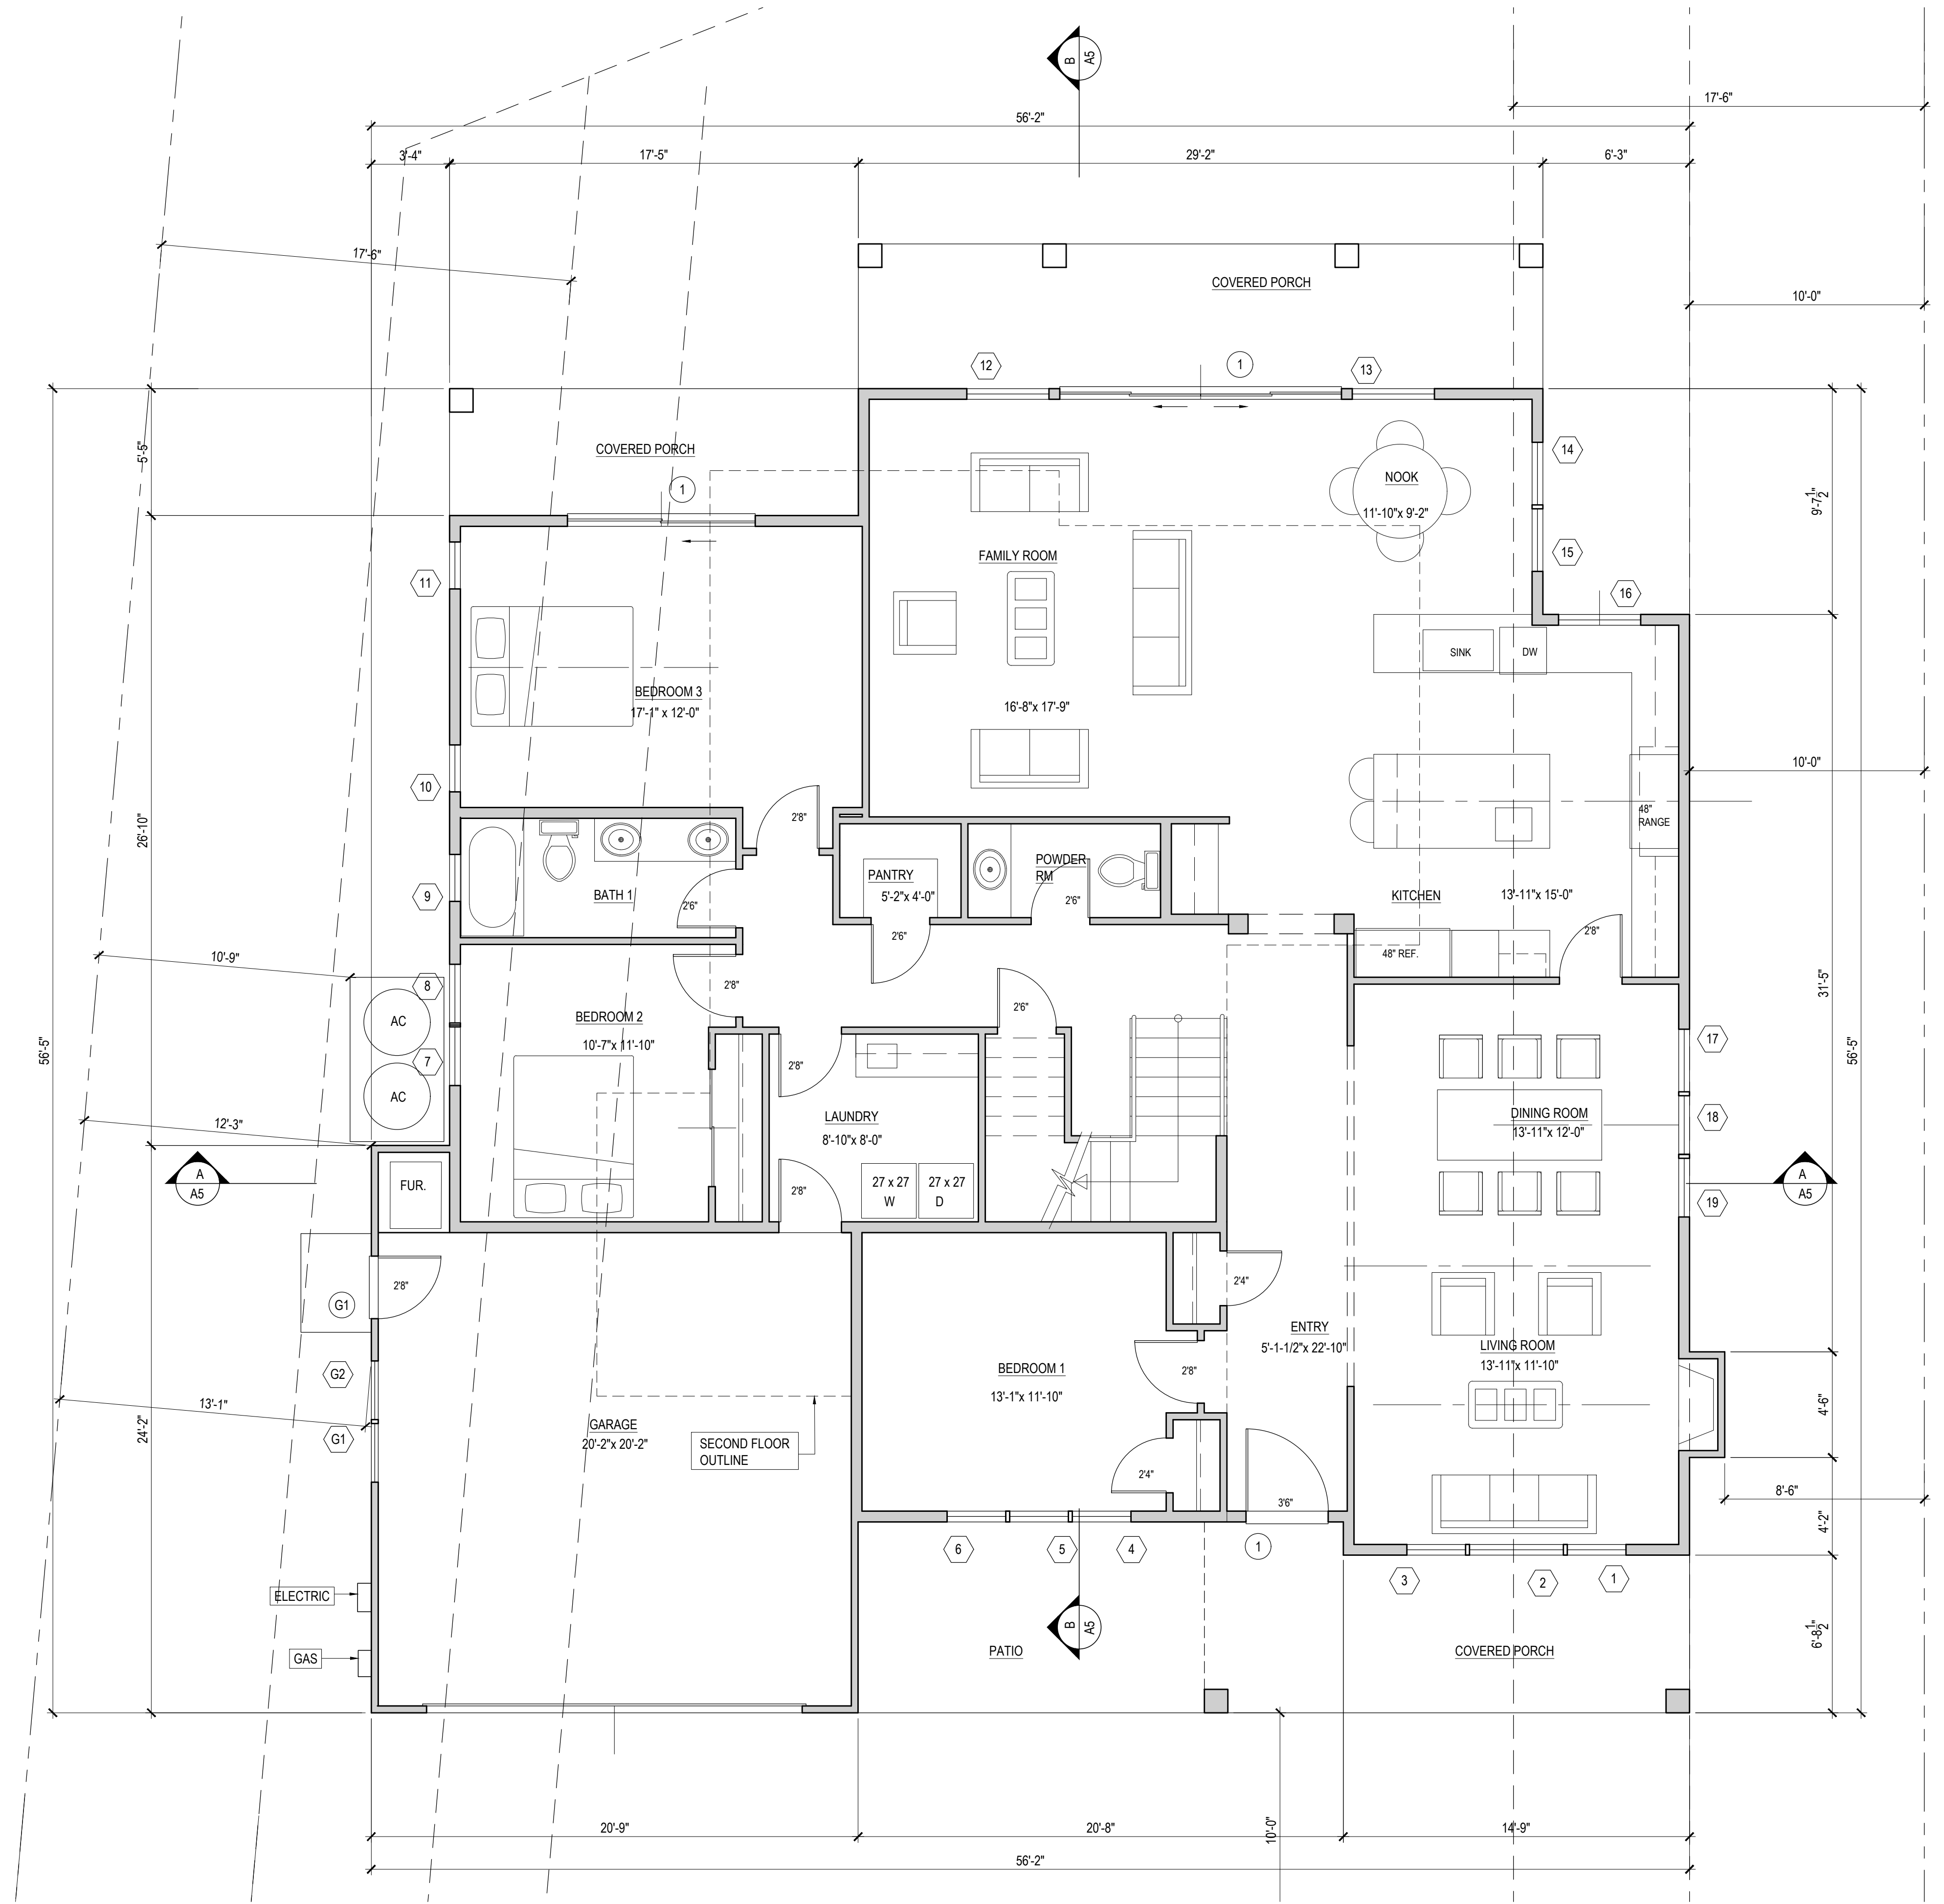 B
A5
17'-6"
56'-2"
3'-4"
17'-5"
29'-2"
6'-3"
17'-6"
COVERED PORCH
10'-0"
12
1
13
5'-5"
COVERED PORCH
14
NOOK
11'-10"x 9'-2"
1
9'-7 1/2"
15
FAMILY ROOM
11
16
SINK
DW
BEDROOM 3
17'-1" x 12'-0"
16'-8"x 17'-9"
10'-0"
10
48"
RANGE
2'8"
26'-10"
POWDER
RM
PANTRY
5'-2"x 4'-0"
9
BATH 1
2'6"
2'6"
KITCHEN
13'-11"x 15'-0"
2'6"
2'8"
48" REF.
10'-9"
8
2'8"
31'-5"
AC
BEDROOM 2
10'-7"x 11'-10"
2'6"
17
56'-5"
56'-5"
7
2'8"
AC
LAUNDRY
8'-10"x 8'-0"
DINING ROOM
13'-11"x 12'-0"
18
12'-3"
A
A5
FUR.
27 x 27
W
27 x 27
D
2'8"
19
A
A5
2'8"
G1
2'4"
ENTRY
5'-1-1/2"x 22'-10"
LIVING ROOM
13'-11"x 11'-10"
G2
BEDROOM 1
13'-1"x 11'-10"
2'8"
13'-1"
4'-6"
24'-2"
G1
GARAGE
20'-2"x 20'-2"
SECOND FLOOR
OUTLINE
2'4"
3'6"
8'-6"
4'-2"
6
5
4
1
3
2
1
ELECTRIC
B
A5
6'-8 1/2"
GAS
PATIO
COVERED PORCH
20'-9"
20'-8"
14'-9"
10'-0"
56'-2"